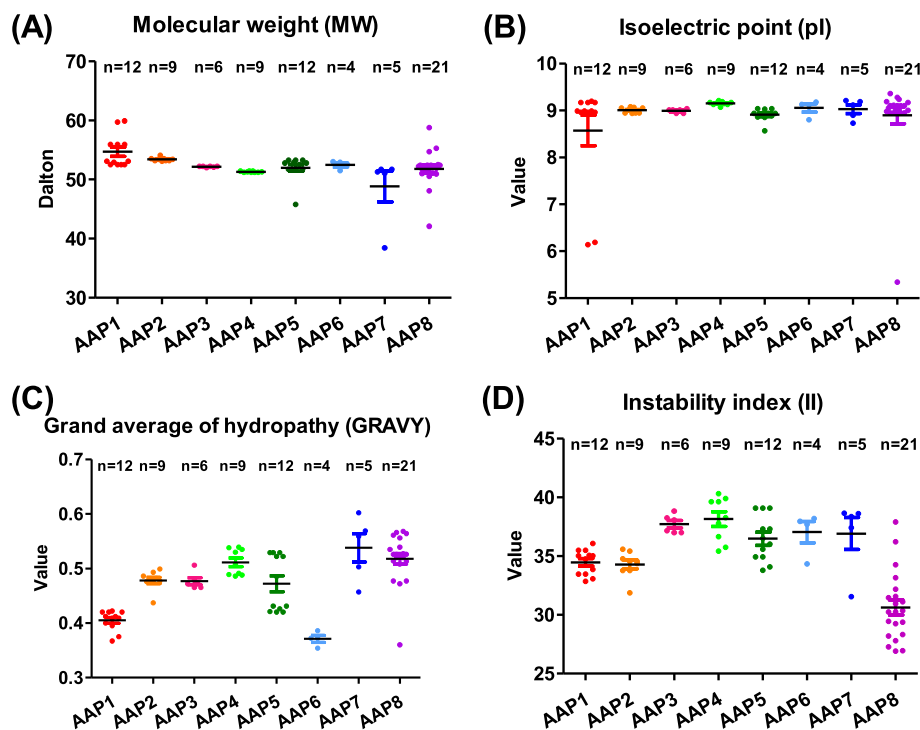 (A)
Molecular weight (MW)
n=12 n=9 n=6 n=9 n=12 n=4 n=5 n=21
70
60
50
40
30
Dalton
AAP1 AAP2 AAP3 AAP4 AAP5 AAP6 AAP7 AAP8
(B)
Isoelectric point (pI)
n=12 n=9 n=6 n=9 n=12 n=4 n=5 n=21
10
9
8
7
6
5
Value
AAP1 AAP2 AAP3 AAP4 AAP5 AAP6 AAP7 AAP8
(C)
Grand average of hydropathy (GRAVY)
n=12 n=9 n=6 n=9 n=12 n=4 n=5 n=21
0.7
0.6
0.5
0.4
0.3
Value
AAP1 AAP2 AAP3 AAP4 AAP5 AAP6 AAP7 AAP8
(D)
Instability index (II)
n=12 n=9 n=6 n=9 n=12 n=4 n=5 n=21
45
40
35
30
25
Value
AAP1 AAP2 AAP3 AAP4 AAP5 AAP6 AAP7 AAP8